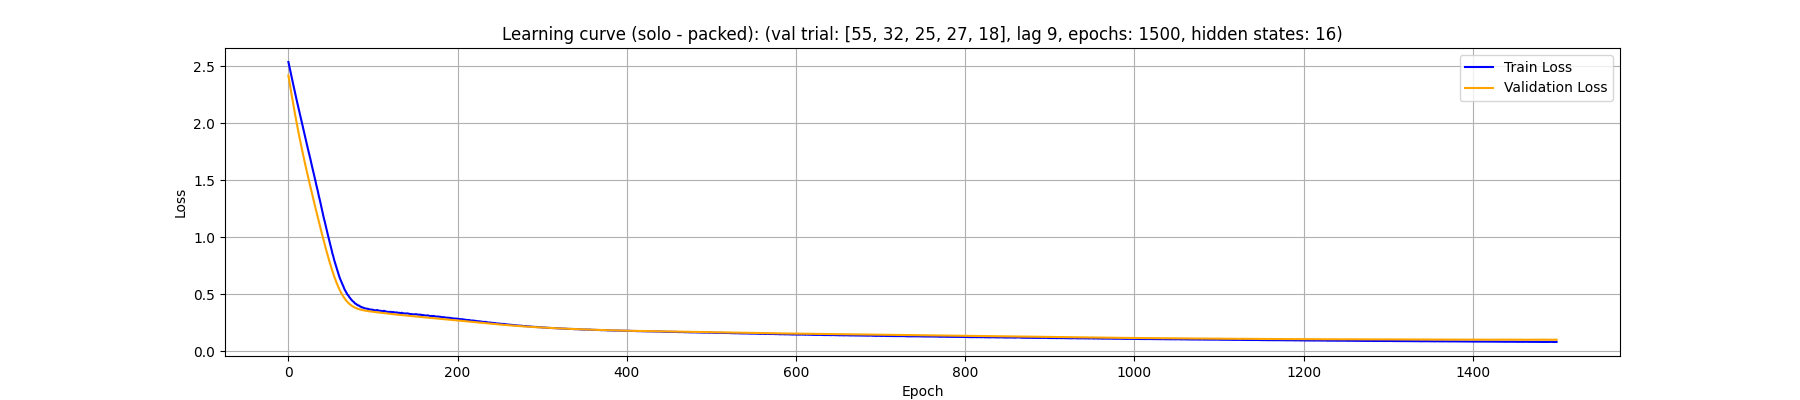 Learning curve (solo - packed): (val trial: [55, 32, 25, 27, 18], lag 9, epochs: 1500, hidden states: 16)
Train Loss
Validation Loss
2.5
2.0
1.5
1.0
0.5
0.0
Loss
0 200 400 600 800 1000 1200 1400
Epoch